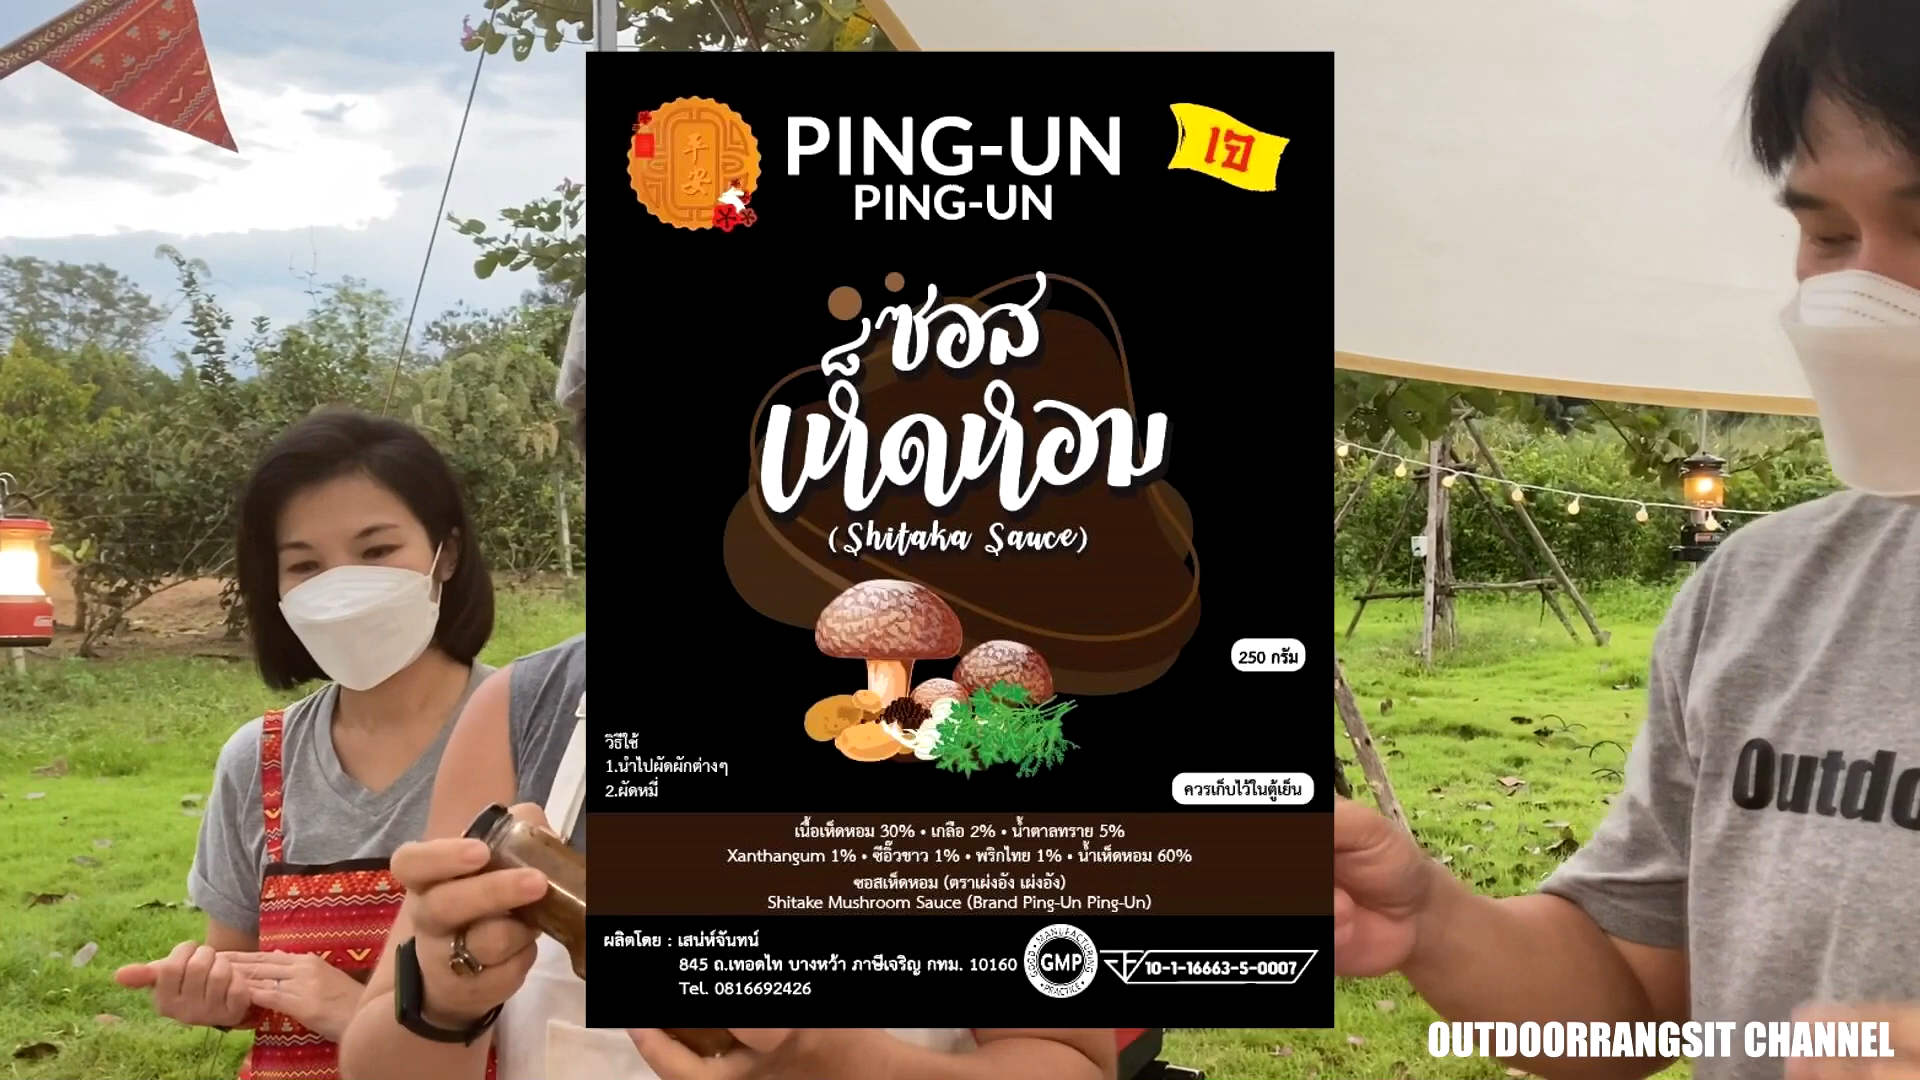 平安
PING-UN
PING-UN
เจ
ซอส
เห็ดหอม
(Shitaka Sauce)
250 กรัม
วิธีใช้
1.นำไปผัดผักต่างๆ
2.ผัดหมี่
ควรเก็บไว้ในตู้เย็น
เนื้อเห็ดหอม 30% • เกลือ 2% • น้ำตาลทราย 5%
Xanthangum 1% • ซีอิ๊วขาว 1% • พริกไทย 1% • น้ำเห็ดหอม 60%
ซอสเห็ดหอม (ตราเผ่งอัง เผ่งอัง)
Shitake Mushroom Sauce (Brand Ping-Un Ping-Un)
ผลิตโดย : เสน่ห์จันทน์
845 ถ.เทอดไท บางหว้า ภาษีเจริญ กทม. 10160
Tel. 0816692426
GOOD • MANUFACTURING • PRACTICE •
GMP
10-1-16663-5-0007
Outdo
OUTDOORRANGSIT CHANNEL